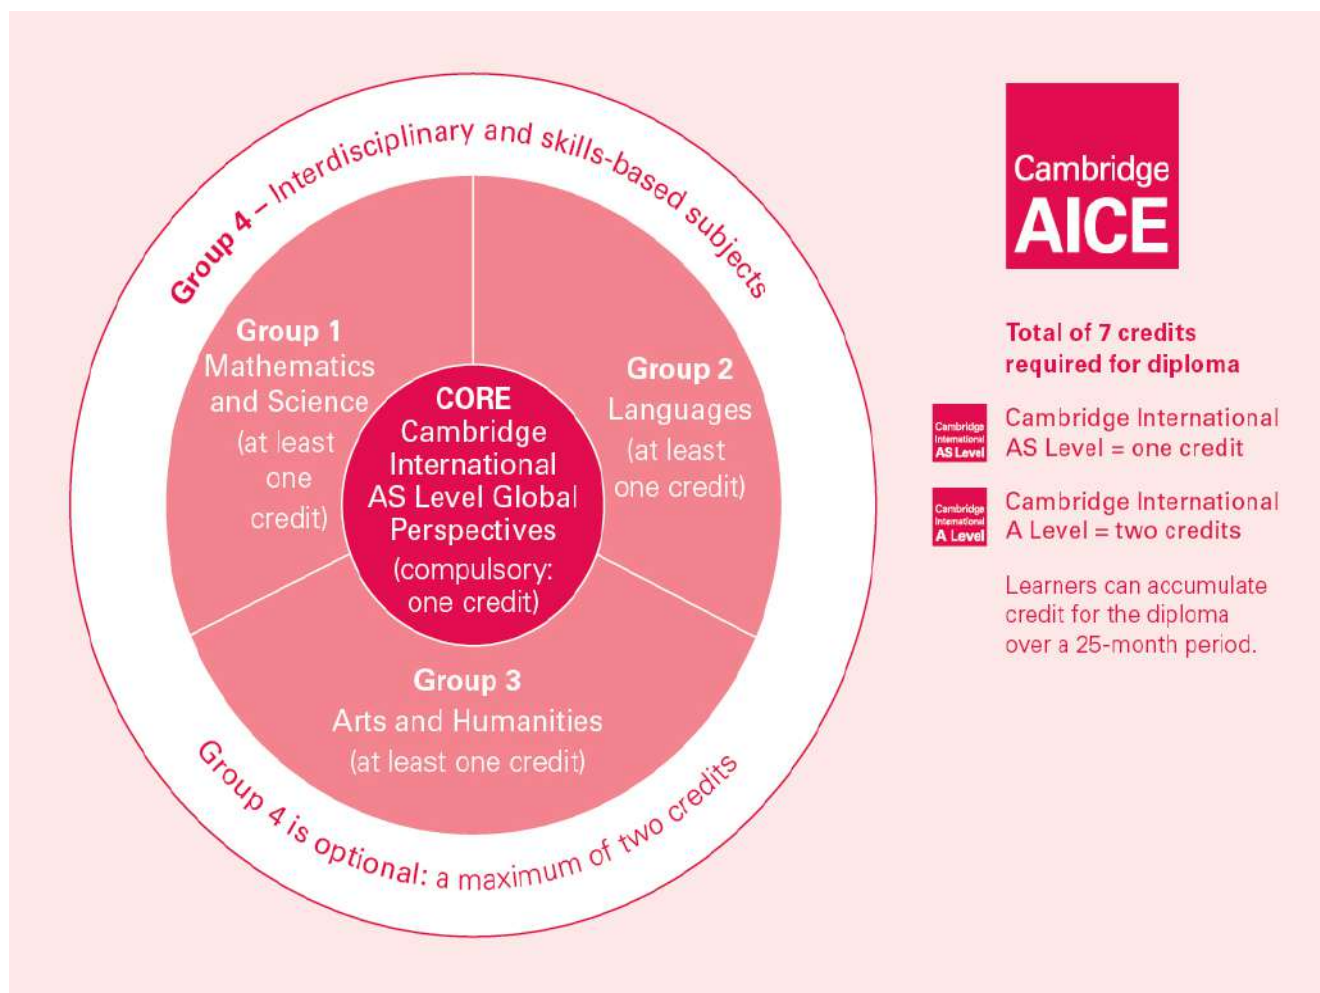 Group 4 – Interdisciplinary and skills-based subjects
Group 1
Mathematics
and Science
(at least
one
credit)
CORE
Cambridge
International
AS Level Global
Perspectives
(compulsory:
one credit)
Group 2
Languages
(at least
one credit)
Group 3
Arts and Humanities
(at least one credit)
Group 4 is optional: a maximum of two credits
Cambridge
AICE
Total of 7 credits
required for diploma
Cambridge
International
AS Level
Cambridge International
AS Level = one credit
Cambridge
International
A Level
Cambridge International
A Level = two credits
Learners can accumulate
credit for the diploma
over a 25-month period.